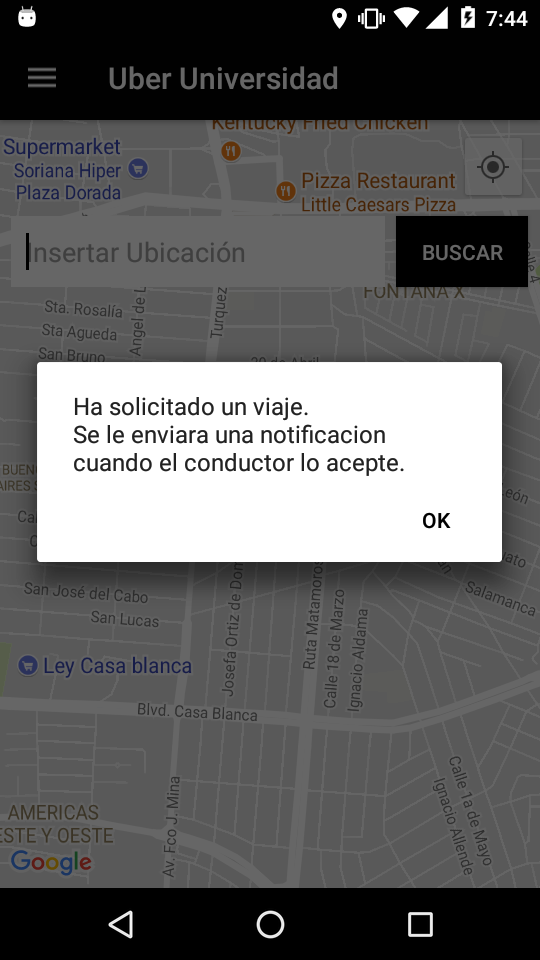 7:44
Uber Universidad
Kentucky Fried Chicken
Supermarket
Soriana Hiper
Plaza Dorada
Pizza Restaurant
Little Caesars Pizza
Insertar Ubicación
BUSCAR
Calle 4
FONTANA X
Sta. Rosalía
Sta Agueda
San Bruno
Angel de L
Turquez
20 de Abril
Ha solicitado un viaje.
Se le enviara una notificacion
cuando el conductor lo acepte.
OK
BUEN
AIRES S
León
Ca
San José del Cabo
San Lucas
Josefa Ortiz de Dom
Ruta Matamoros
Calle 18 de Marzo
Ignacio Aldama
Salamanca
Ley Casa blanca
Blvd. Casa Blanca
Av. Fco J. Mina
Calle 1a de Mayo
Ignacio Allende
AMERICAS
ESTE Y OESTE
Google